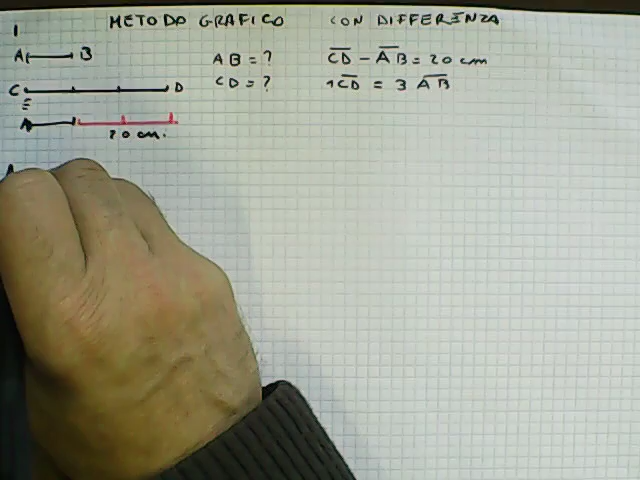 1 METODO GRAFICO CON DIFFERENZA
A B AB = ? CD - AB = 20 cm
C D CD = ? 1CD = 3 AB
A
20 cm.
A